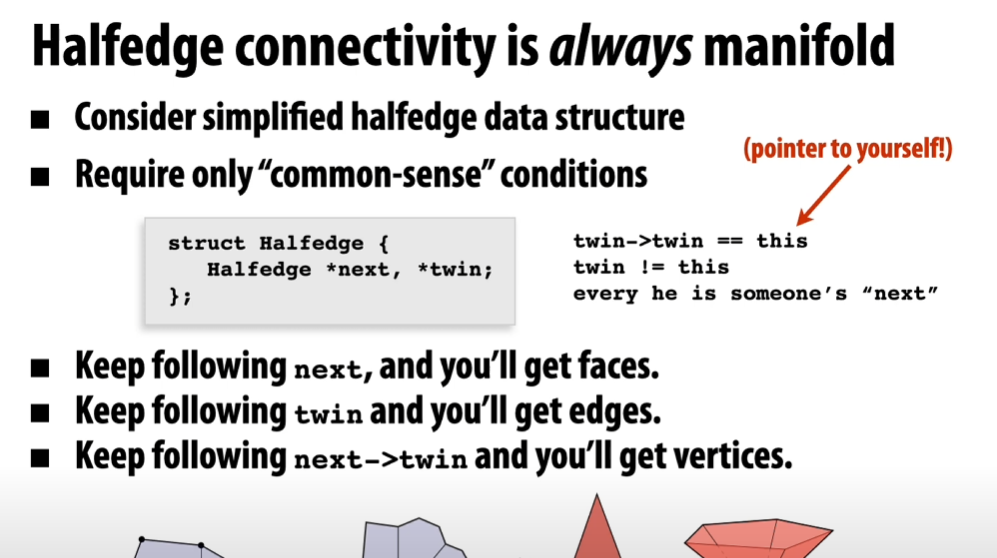 Halfedge connectivity is always manifold
Consider simplified halfedge data structure
(pointer to yourself!)
Require only “common-sense” conditions
struct Halfedge {
Halfedge *next, *twin;
};
twin->twin == this
twin != this
every he is someone’s “next”
Keep following next, and you’ll get faces.
Keep following twin and you’ll get edges.
Keep following next->twin and you’ll get vertices.